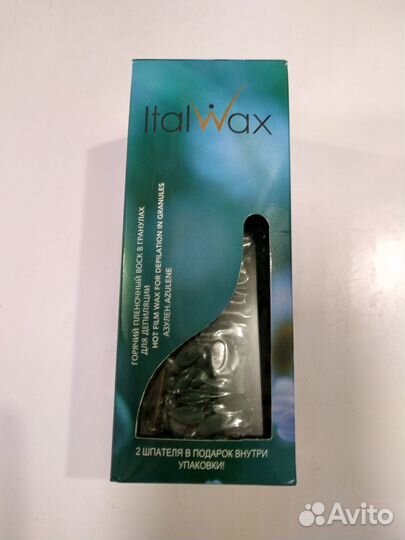 ItalWax
ГОРЯЧИЙ ПЛЕНОЧНЫЙ ВОСК В ГРАНУЛАХ
ДЛЯ ДЕПИЛЯЦИИ
HOT FILM WAX FOR DEPILATION IN GRANULES
АЗУЛЕН.AZULENE
2 ШПАТЕЛЯ В ПОДАРОК ВНУТРИ
УПАКОВКИ!
Avito